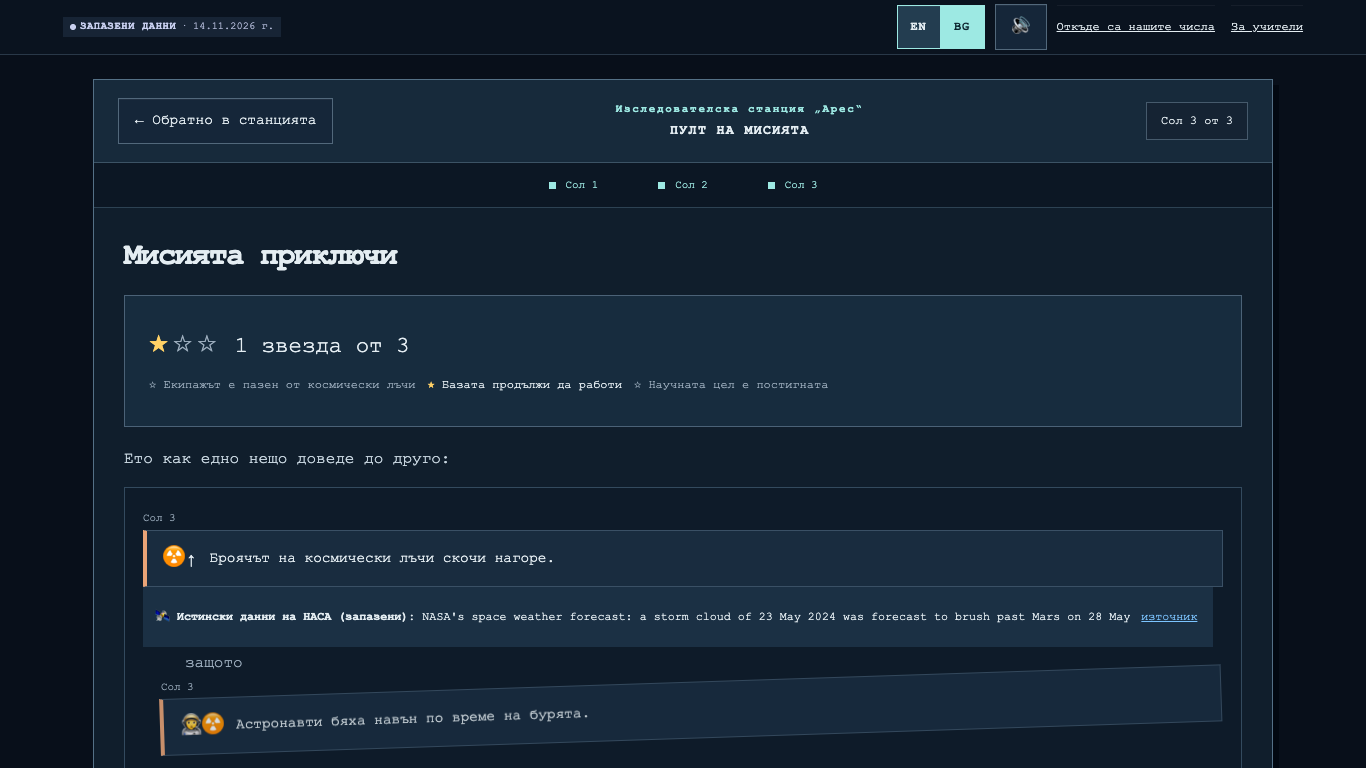 ЗАПАЗЕНИ ДАННИ · 14.11.2026 г.
EN BG
Откъде са нашите числа
За учители
← Обратно в станцията
Изследователска станция „Арес“
ПУЛТ НА МИСИЯТА
Сол 3 от 3
Сол 1
Сол 2
Сол 3
Мисията приключи
★☆☆ 1 звезда от 3
☆ Екипажът е пазен от космически лъчи ★ Базата продължи да работи ☆ Научната цел е постигната
Ето как едно нещо доведе до друго:
Сол 3
↑ Броячът на космически лъчи скочи нагоре.
Истински данни на НАСА (запазени): NASA's space weather forecast: a storm cloud of 23 May 2024 was forecast to brush past Mars on 28 May източник
защото
Сол 3
Астронавти бяха навън по време на бурята.